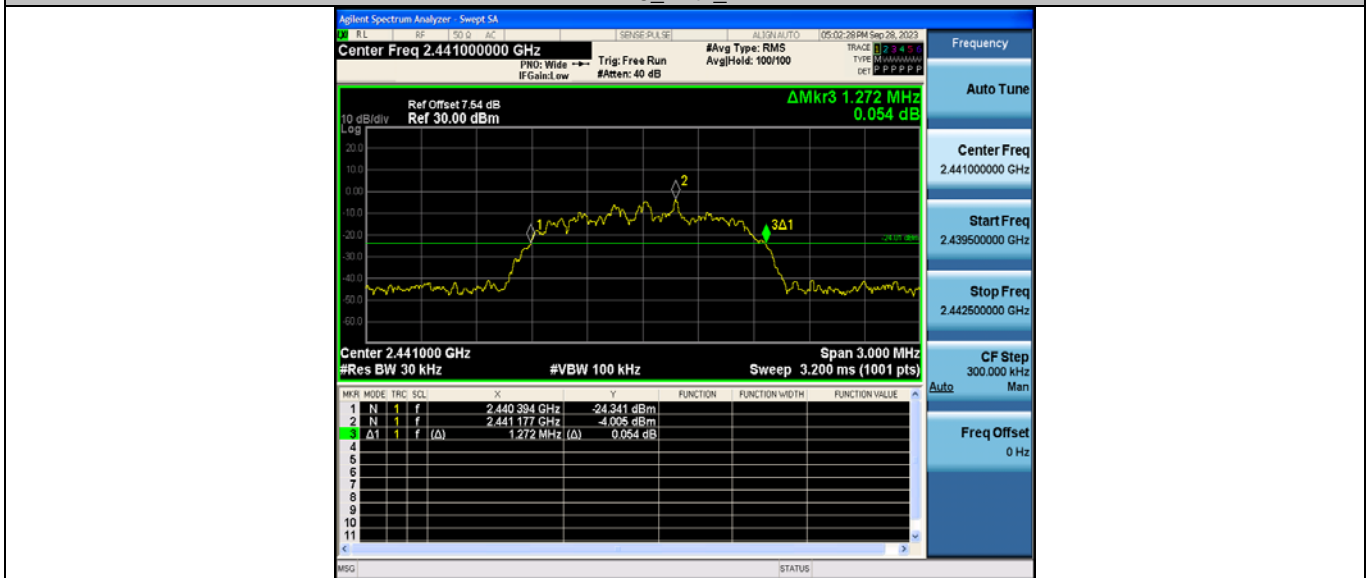 Agilent Spectrum Analyzer - Swept SA
RL RF 50 Ω AC SENSE:PULSE ALIGNAUTO 05:02:28 PM Sep 28, 2023
Center Freq 2.441000000 GHz
PNO: Wide
IFGain:Low
Trig: Free Run
#Atten: 40 dB
#Avg Type: RMS
Avg|Hold: 100/100
TRACE 1 2 3 4 5 6
TYPE M
DET P P P P P P
Frequency
Auto Tune
Center Freq
2.441000000 GHz
Start Freq
2.439500000 GHz
Stop Freq
2.442500000 GHz
CF Step
300.000 kHz
Auto Man
Freq Offset
0 Hz
ΔMkr3 1.272 MHz
0.054 dB
Ref Offset 7.54 dB
10 dB/div Ref 30.00 dBm
Log
20.0
10.0
0.00
-10.0
-20.0
-30.0
-40.0
-50.0
-60.0
1
2
3Δ1
Center 2.441000 GHz Span 3.000 MHz
#Res BW 30 kHz #VBW 100 kHz Sweep 3.200 ms (1001 pts)
MKR MODE TRC SCL X Y FUNCTION FUNCTION WIDTH FUNCTION VALUE
1 N 1 f 2.440 394 GHz -24.341 dBm
2 N 1 f 2.441 177 GHz -4.005 dBm
3 Δ1 1 f (Δ) 1.272 MHz (Δ) 0.054 dB
4
5
6
7
8
9
10
11
MSG STATUS